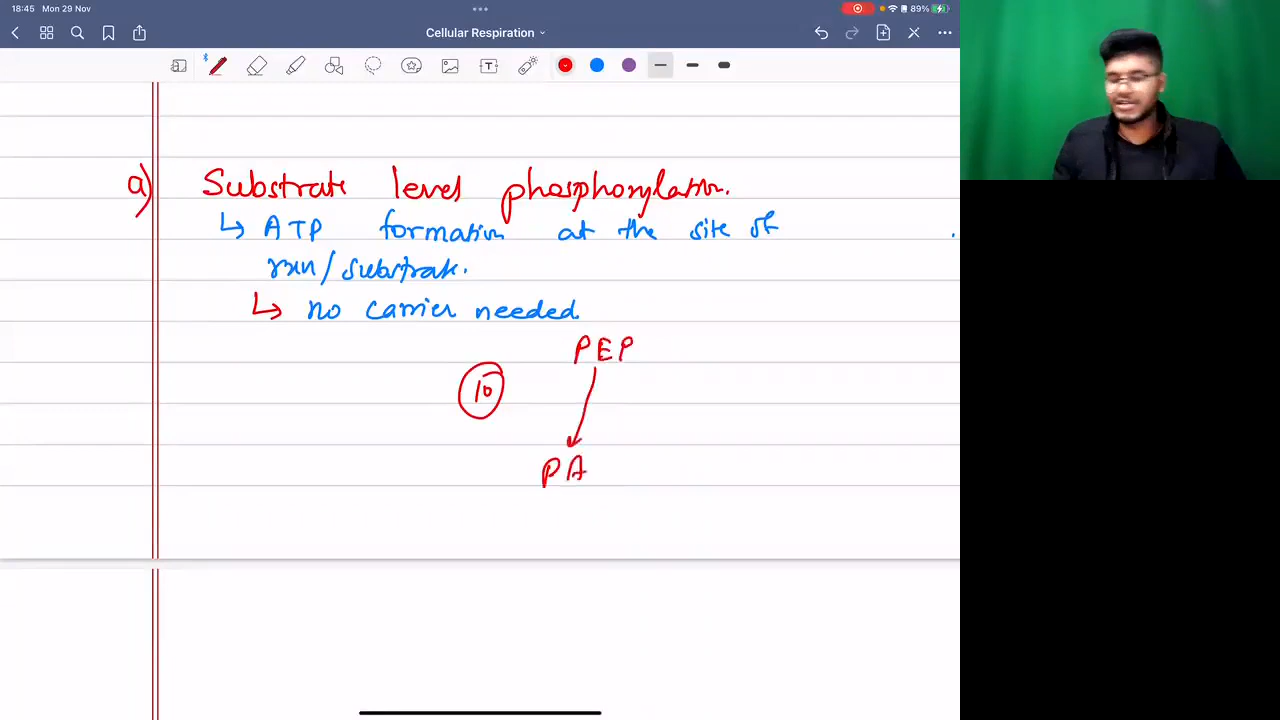 18:45 Mon 29 Nov
89%
Cellular Respiration
T
a) Substrate level phosphorylation.
↳ ATP formation at the site of
rxn/substrate.
↳ no carrier needed
PEP
10
PA